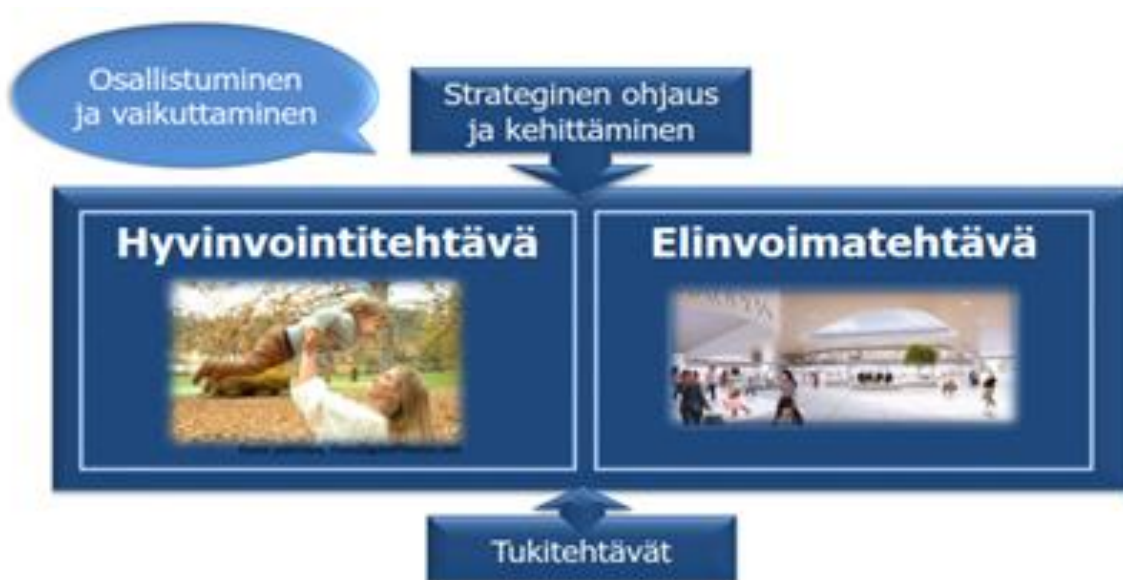 Osallistuminen
ja vaikuttaminen
Strateginen ohjaus
ja kehittäminen
Hyvinvointitehtävä
Elinvoimatehtävä
Tukitehtävät